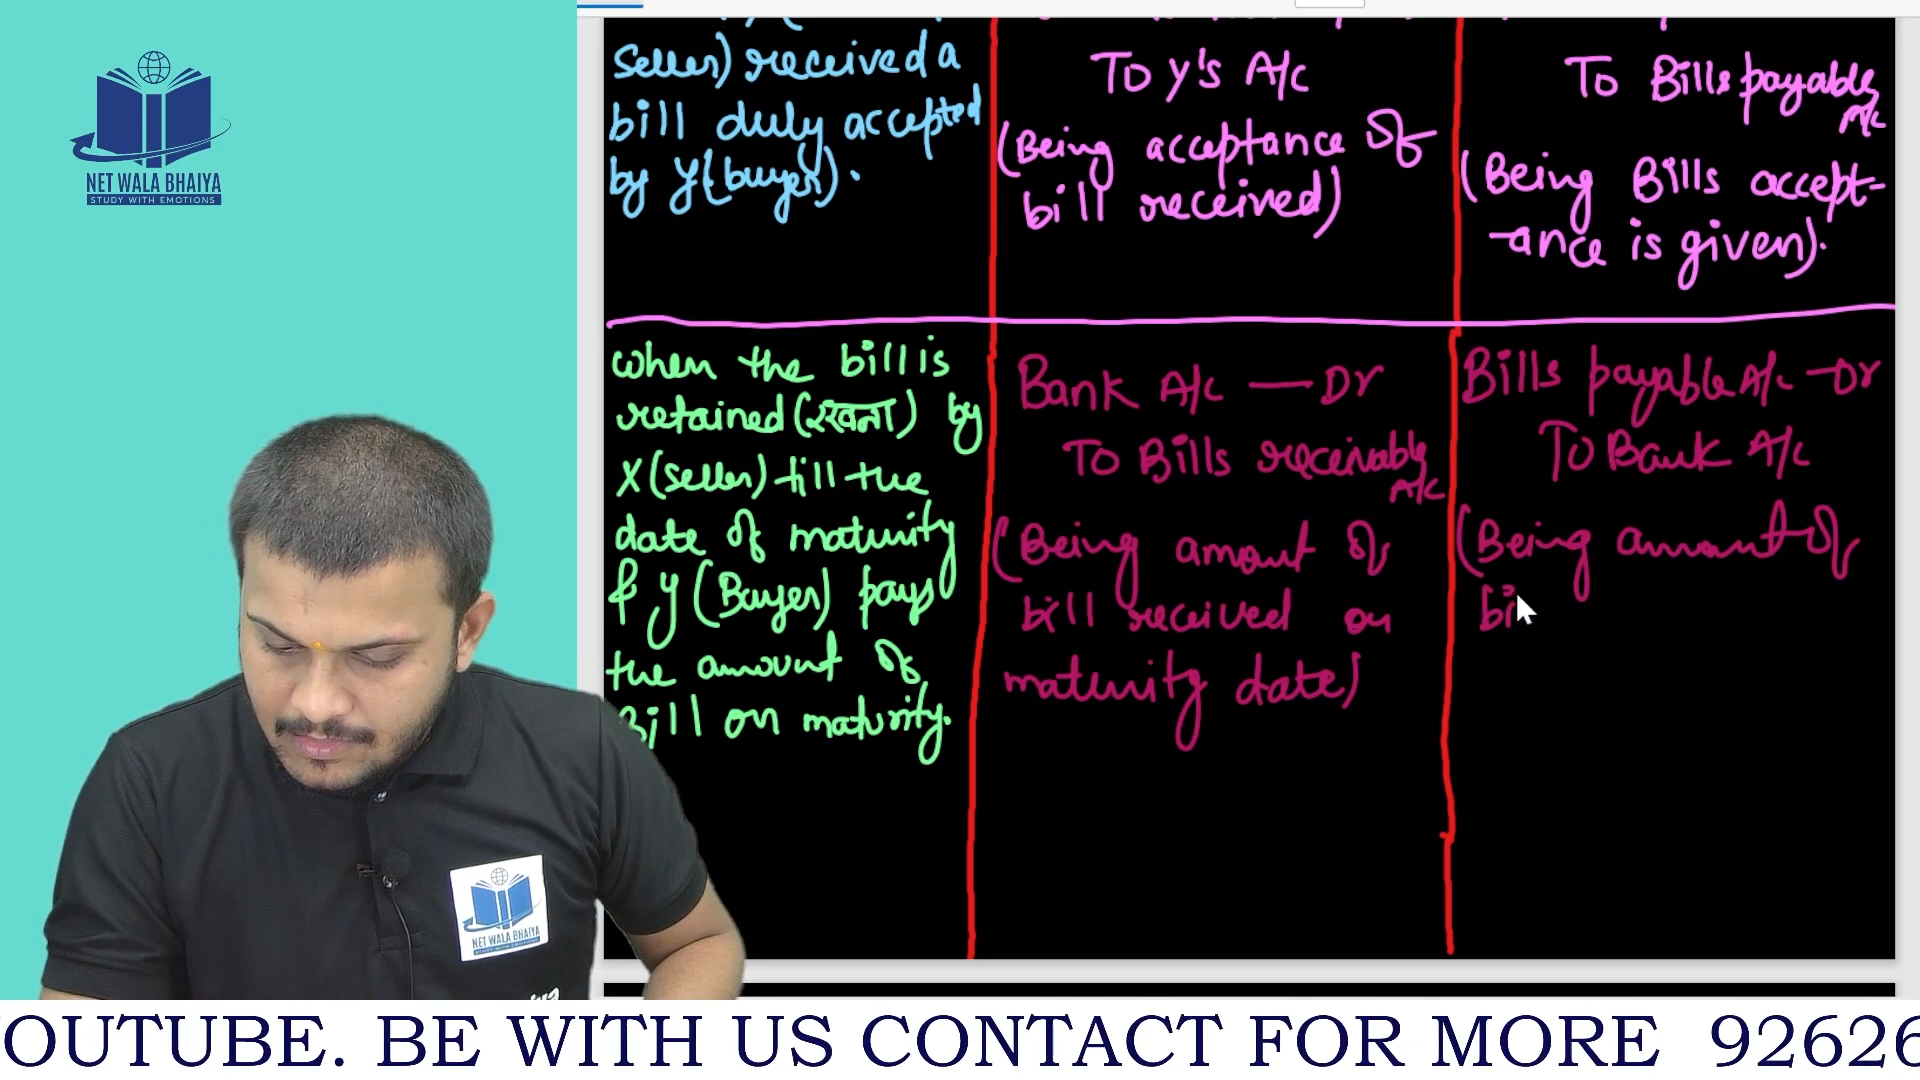 NET WALA BHAIYA
STUDY WITH EMOTIONS
Seller) received a
bill duly accepted
by y(buyer).
To y's A/c
(Being acceptance of
bill received)
To Bills payable
A/c
(Being Bills accept-
-ance is given).
when the bill is
retained (रखना) by
X (seller) till the
date of maturity
& y (Buyer) pays
the amount of
Bill on maturity.
Bank A/c — Dr
To Bills receivable
A/c
(Being amount of
bill received on
maturity date)
Bills payable A/c — Dr
To Bank A/c
(Being amount of
bi
NET WALA BHAIYA
OUTUBE. BE WITH US CONTACT FOR MORE 92626